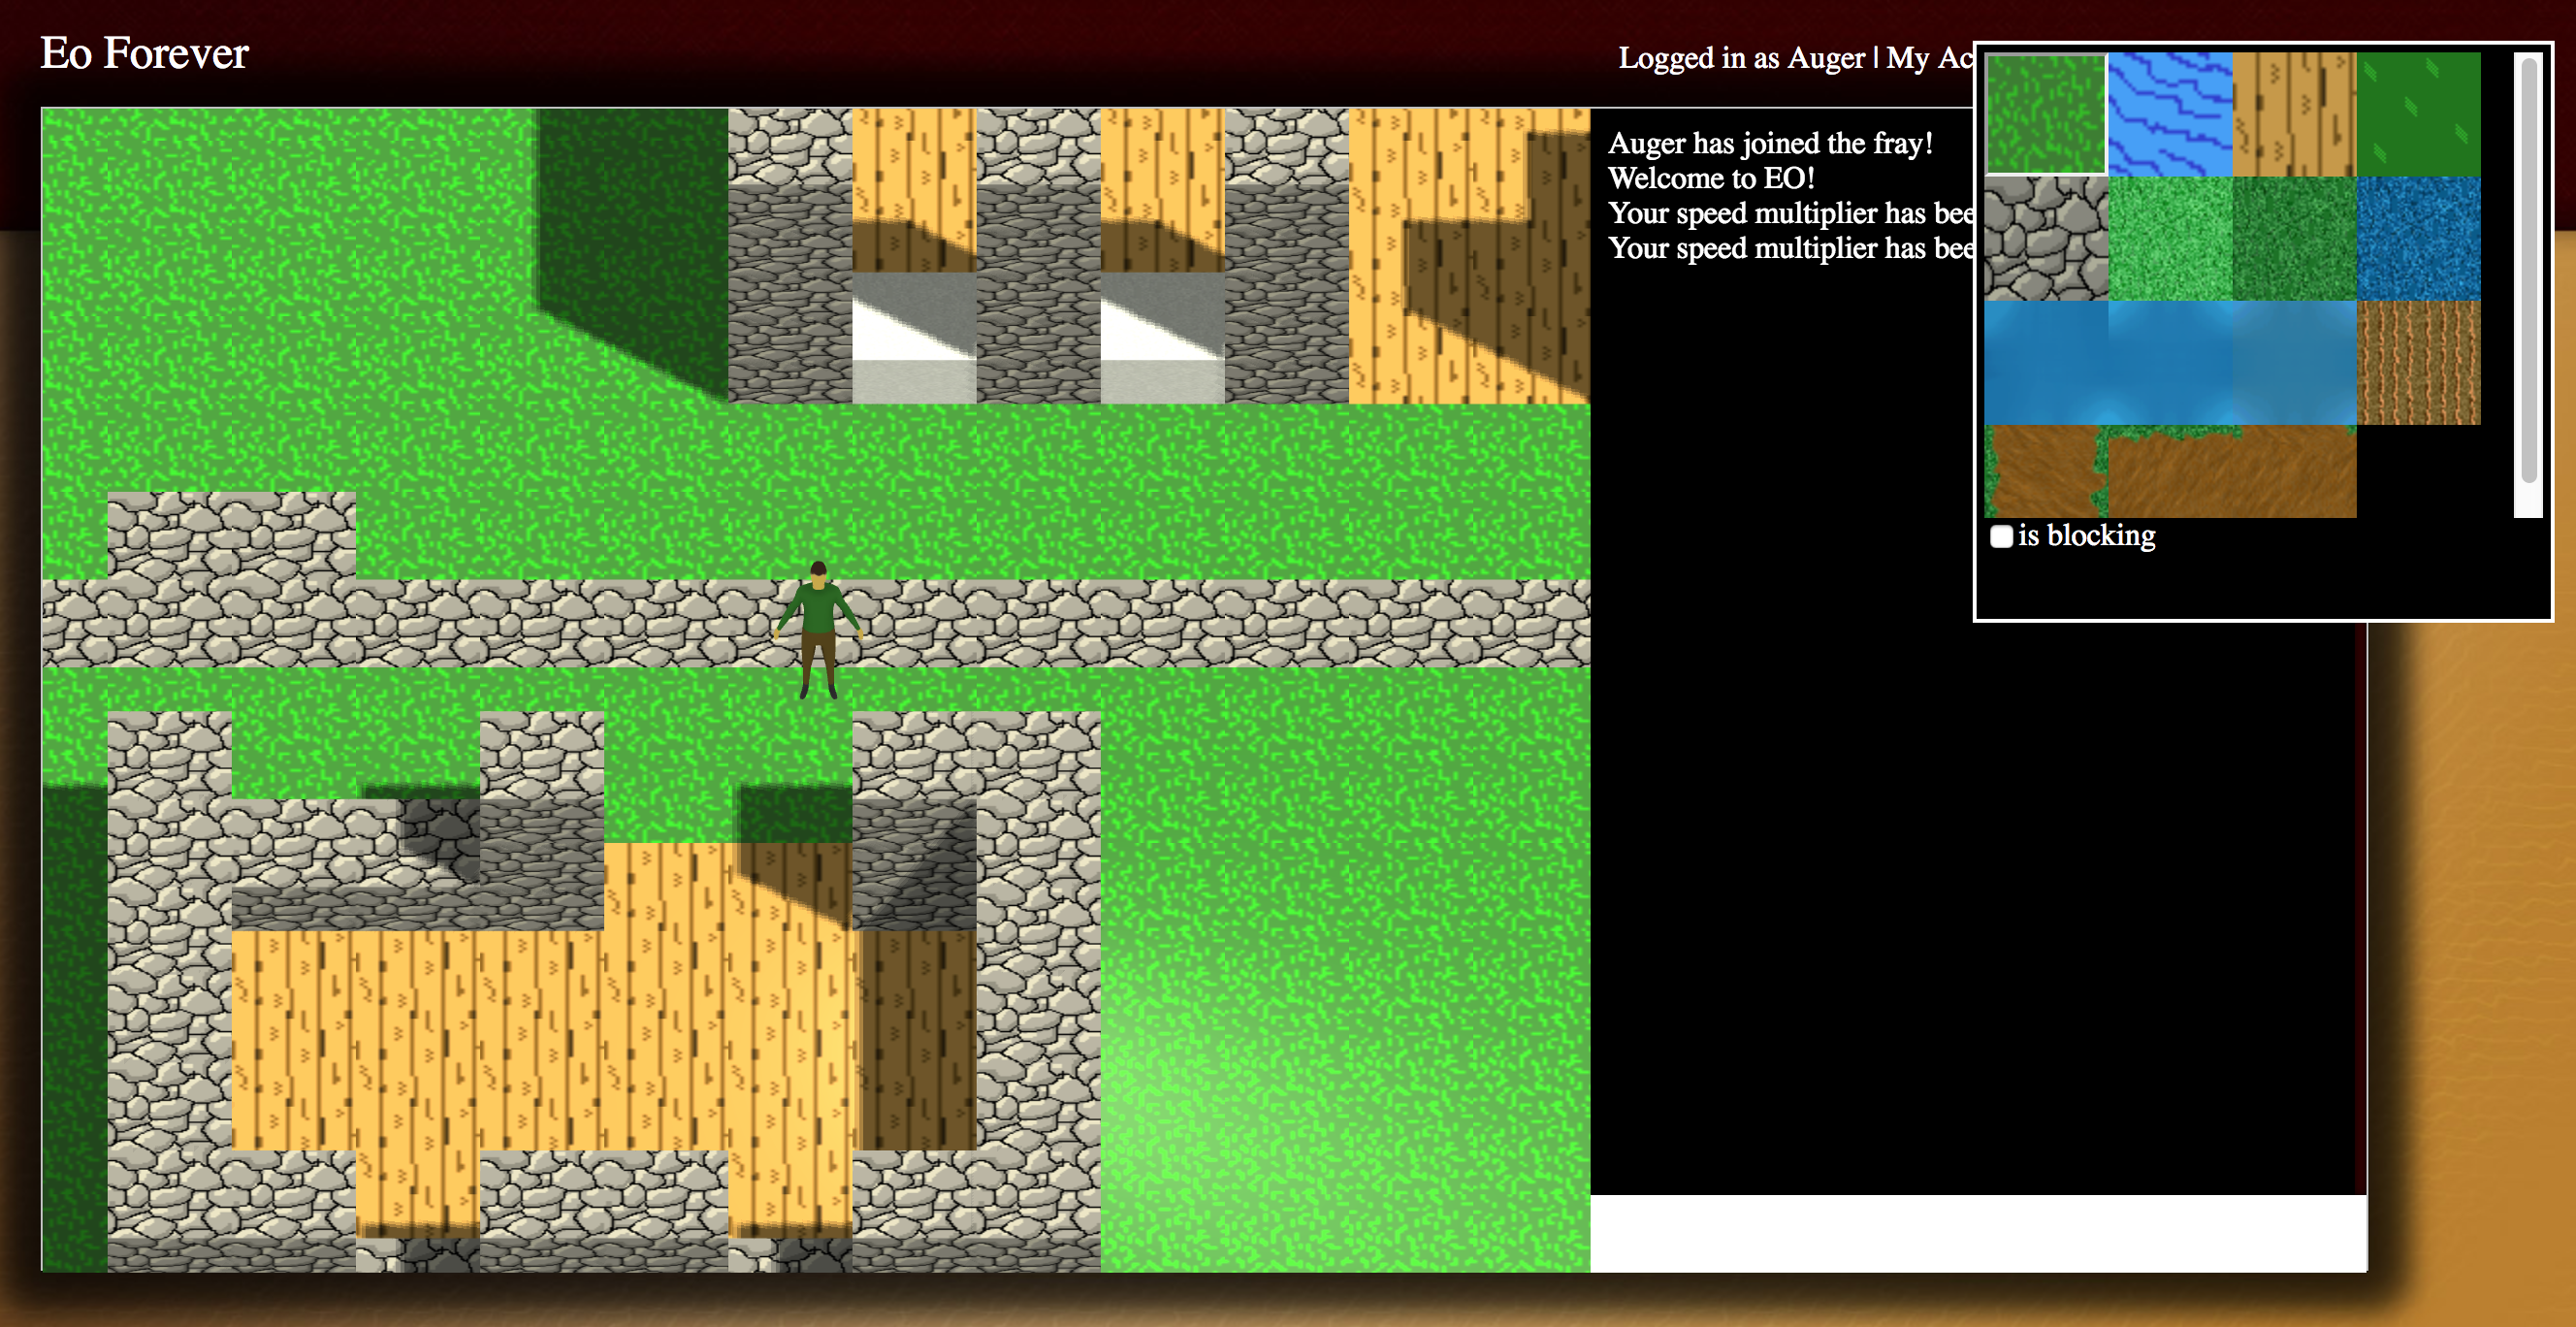 Eo Forever
Logged in as Auger | My Ac
Auger has joined the fray!
Welcome to EO!
Your speed multiplier has bee
Your speed multiplier has bee
is blocking